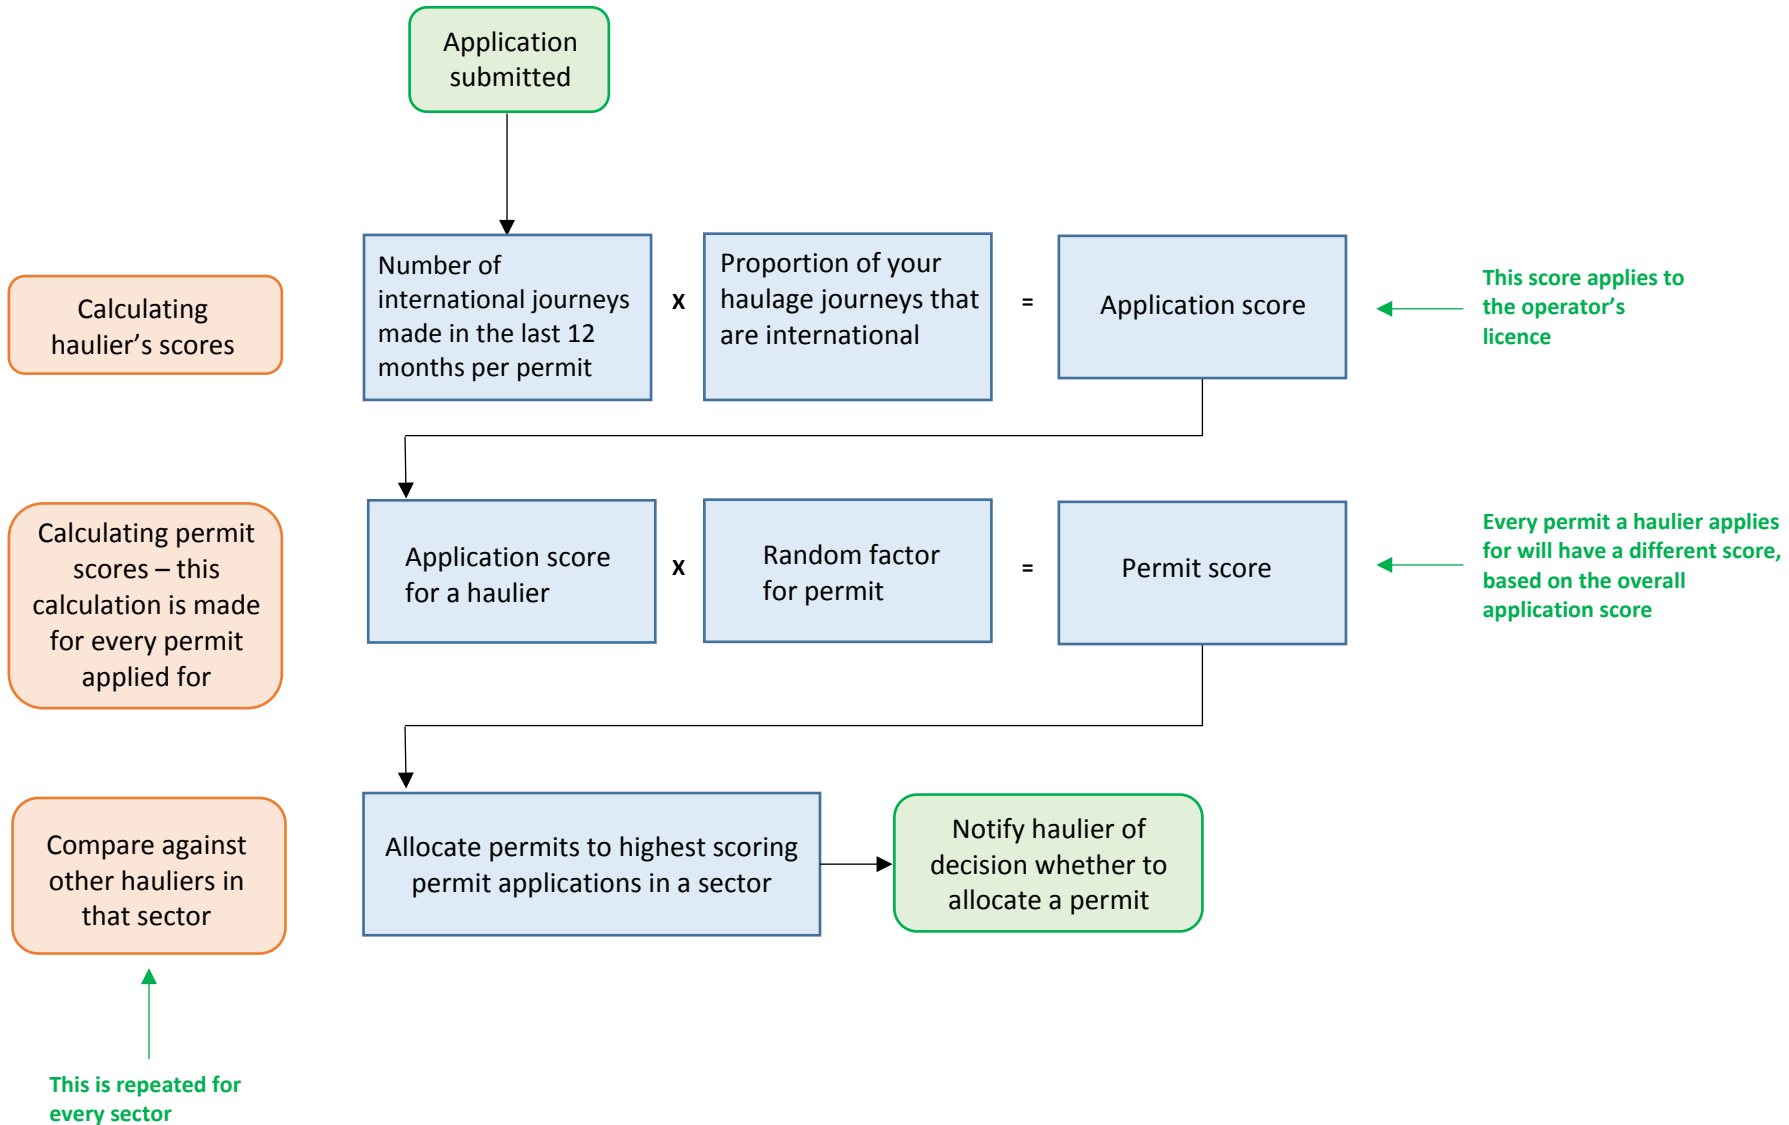 Application
submitted
Calculating
haulier’s scores
Number of
international journeys
made in the last 12
months per permit
X
Proportion of your
haulage journeys that
are international
=
Application score
This score applies to
the operator’s
licence
Calculating permit
scores – this
calculation is made
for every permit
applied for
Application score
for a haulier
X
Random factor
for permit
=
Permit score
Every permit a haulier applies
for will have a different score,
based on the overall
application score
Compare against
other hauliers in
that sector
Allocate permits to highest scoring
permit applications in a sector
Notify haulier of
decision whether to
allocate a permit
This is repeated for
every sector